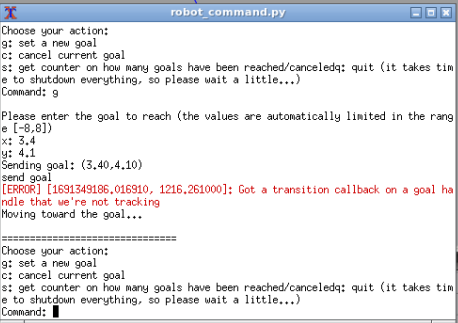 robot_command.py
Choose your action:
g: set a new goal
c: cancel current goal
s: get counter on how many goals have been reached/canceledq: quit (it takes tim
e to shutdown everything, so please wait a little...)
Command: g
Please enter the goal to reach (the values are automatically limited in the rang
e [-8,8])
x: 3.4
y: 4.1
Sending goal: (3.40,4.10)
send goal
[ERROR] [1691349186.016910, 1216.261000]: Got a transition callback on a goal ha
ndle that we're not tracking
Moving toward the goal...
===============================
Choose your action:
g: set a new goal
c: cancel current goal
s: get counter on how many goals have been reached/canceledq: quit (it takes tim
e to shutdown everything, so please wait a little...)
Command: